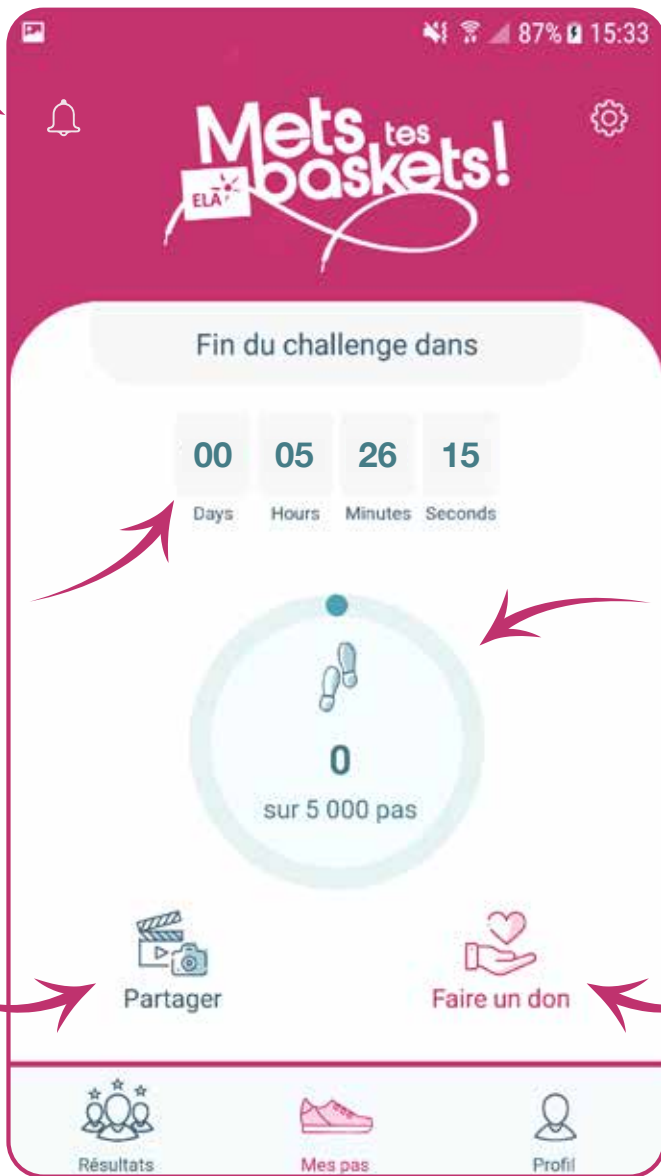 87% 15:33
Mets tes
baskets!
ELA
Fin du challenge dans
00 05 26 15
Days Hours Minutes Seconds
0
sur 5 000 pas
Partager Faire un don
Résultats Mes pas Profil